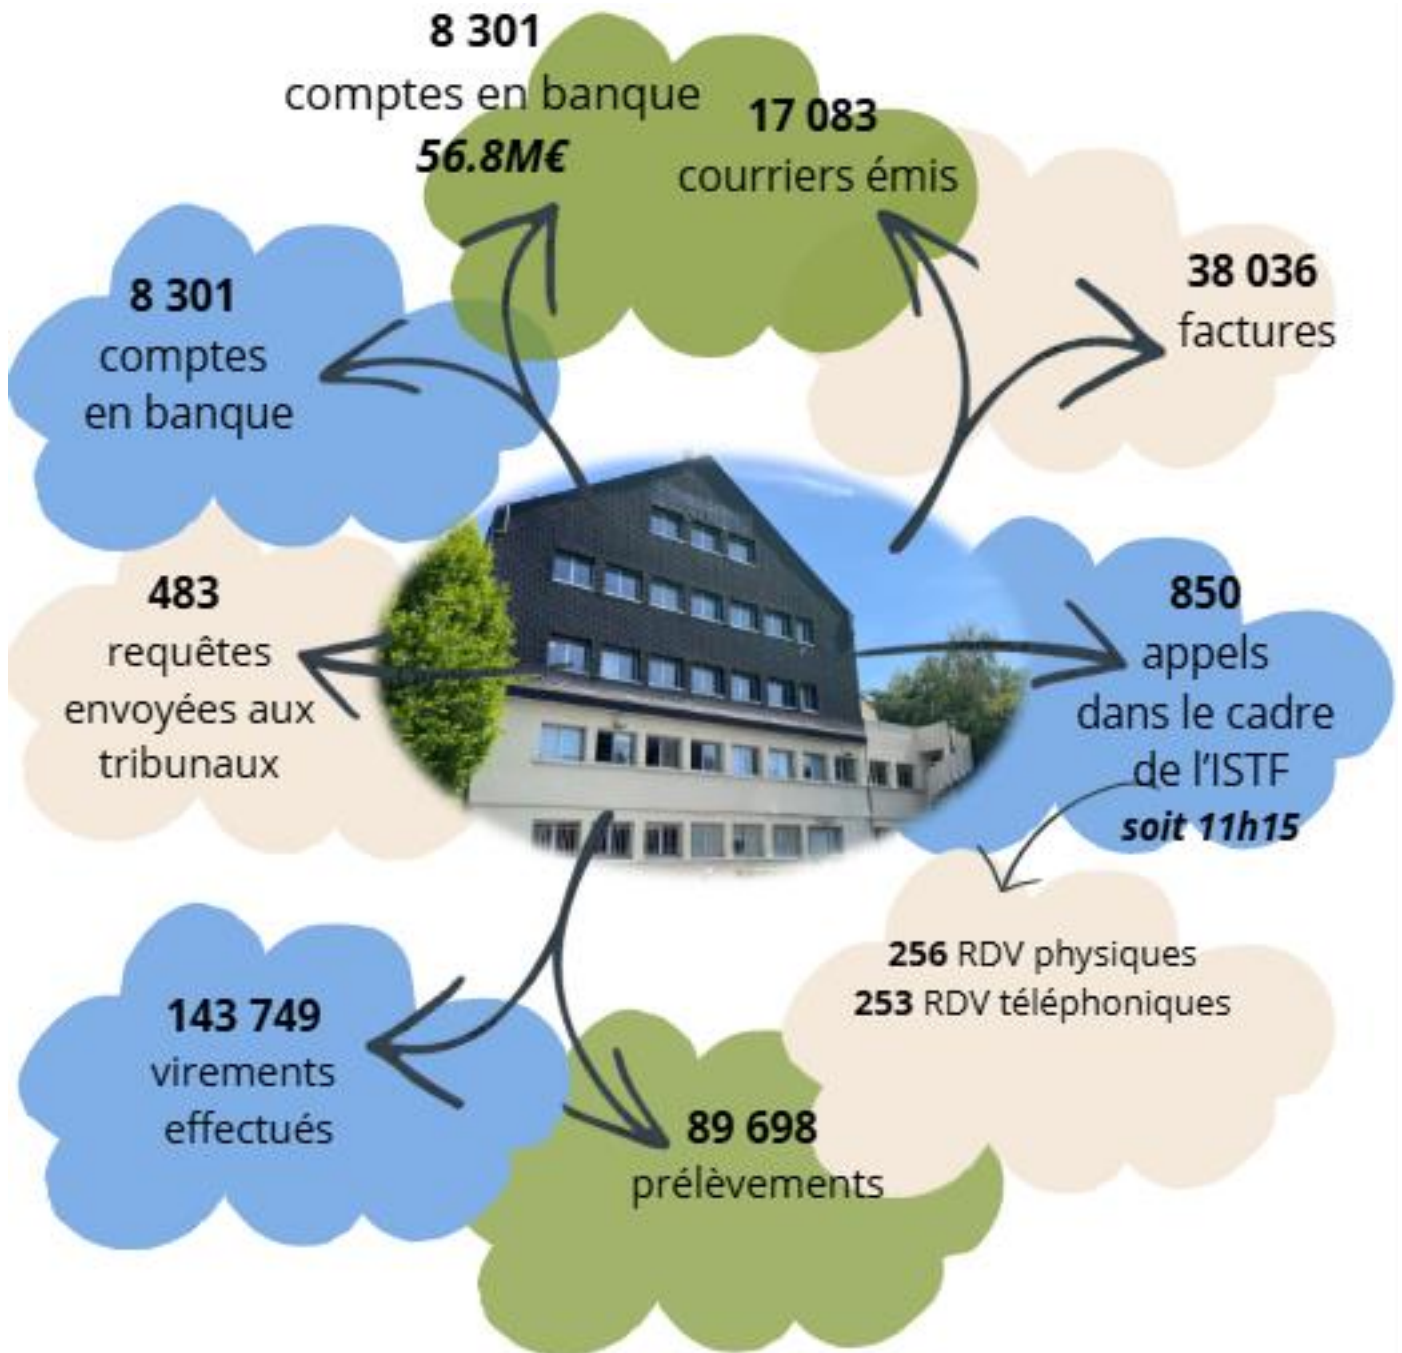 8 301
comptes en banque
56.8M€
17 083
courriers émis
38 036
factures
8 301
comptes
en banque
483
requêtes
envoyées aux
tribunaux
850
appels
dans le cadre
de l'ISTF
soit 11h15
256 RDV physiques
253 RDV téléphoniques
143 749
virements
effectués
89 698
prélèvements